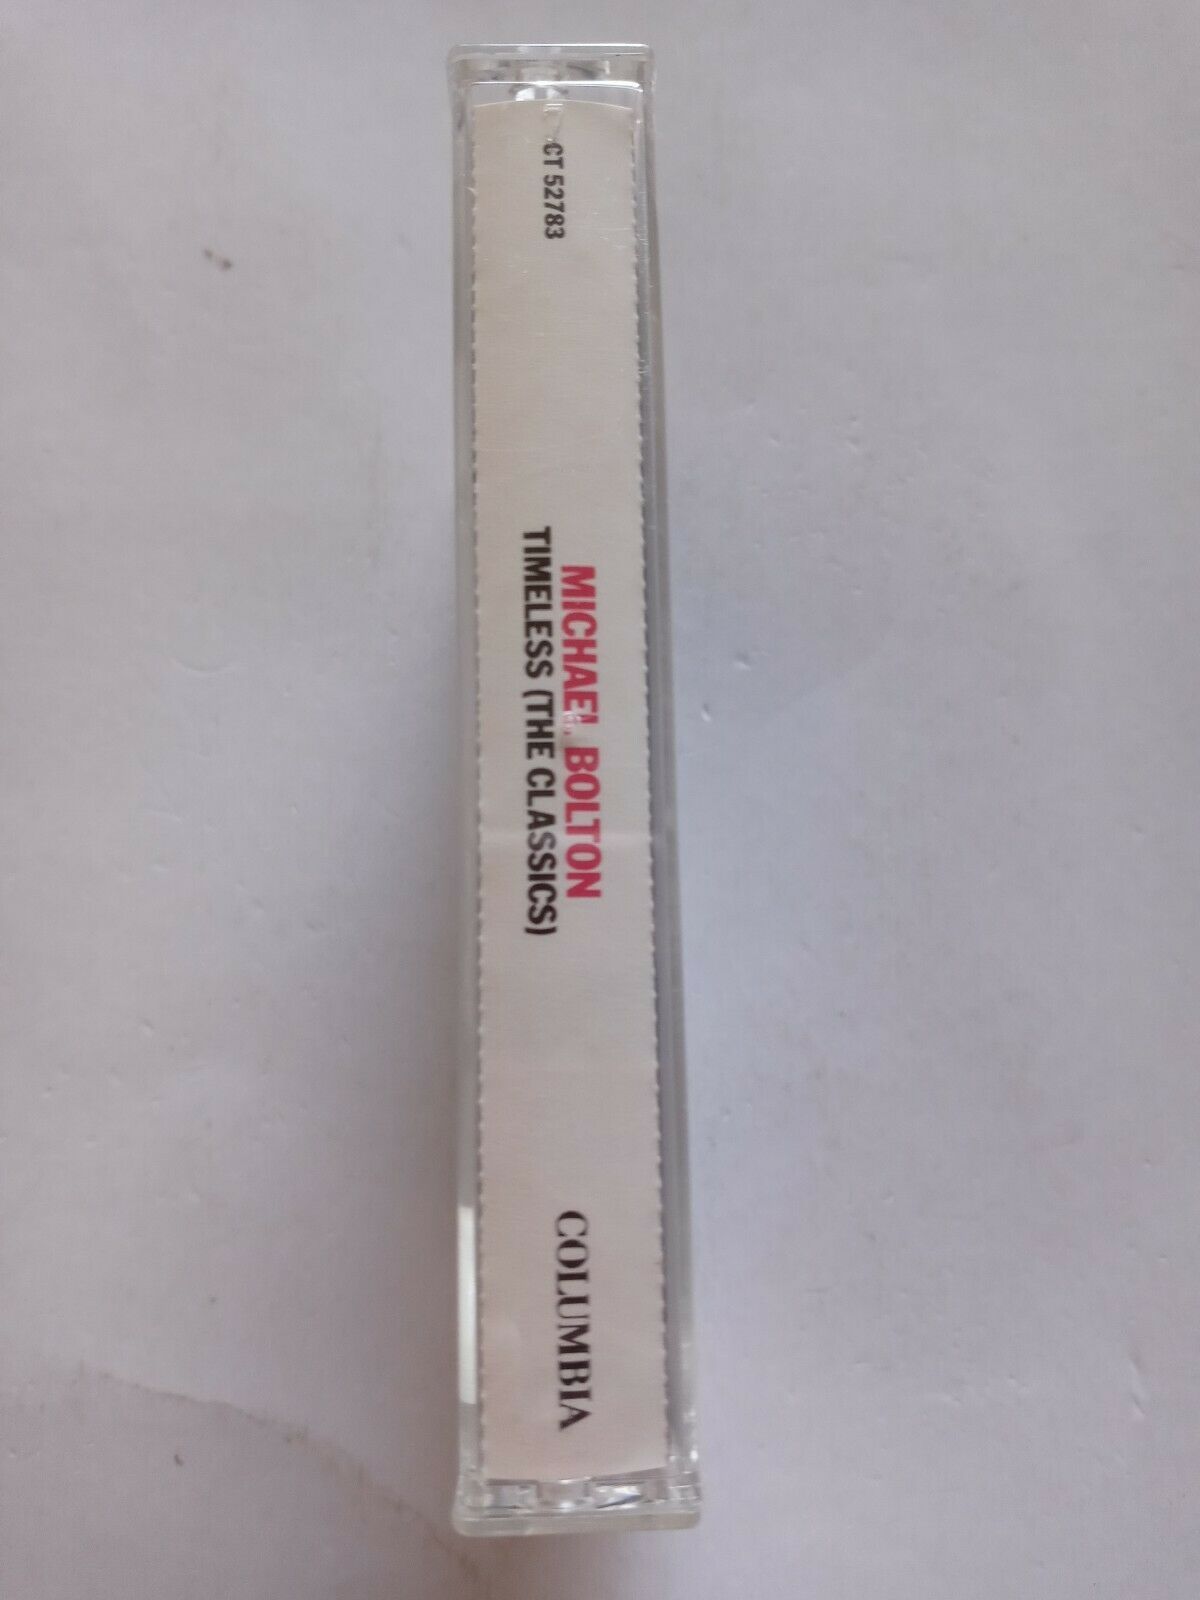 CT 52783
MICHAEL BOLTON
TIMELESS (THE CLASSICS)
COLUMBIA